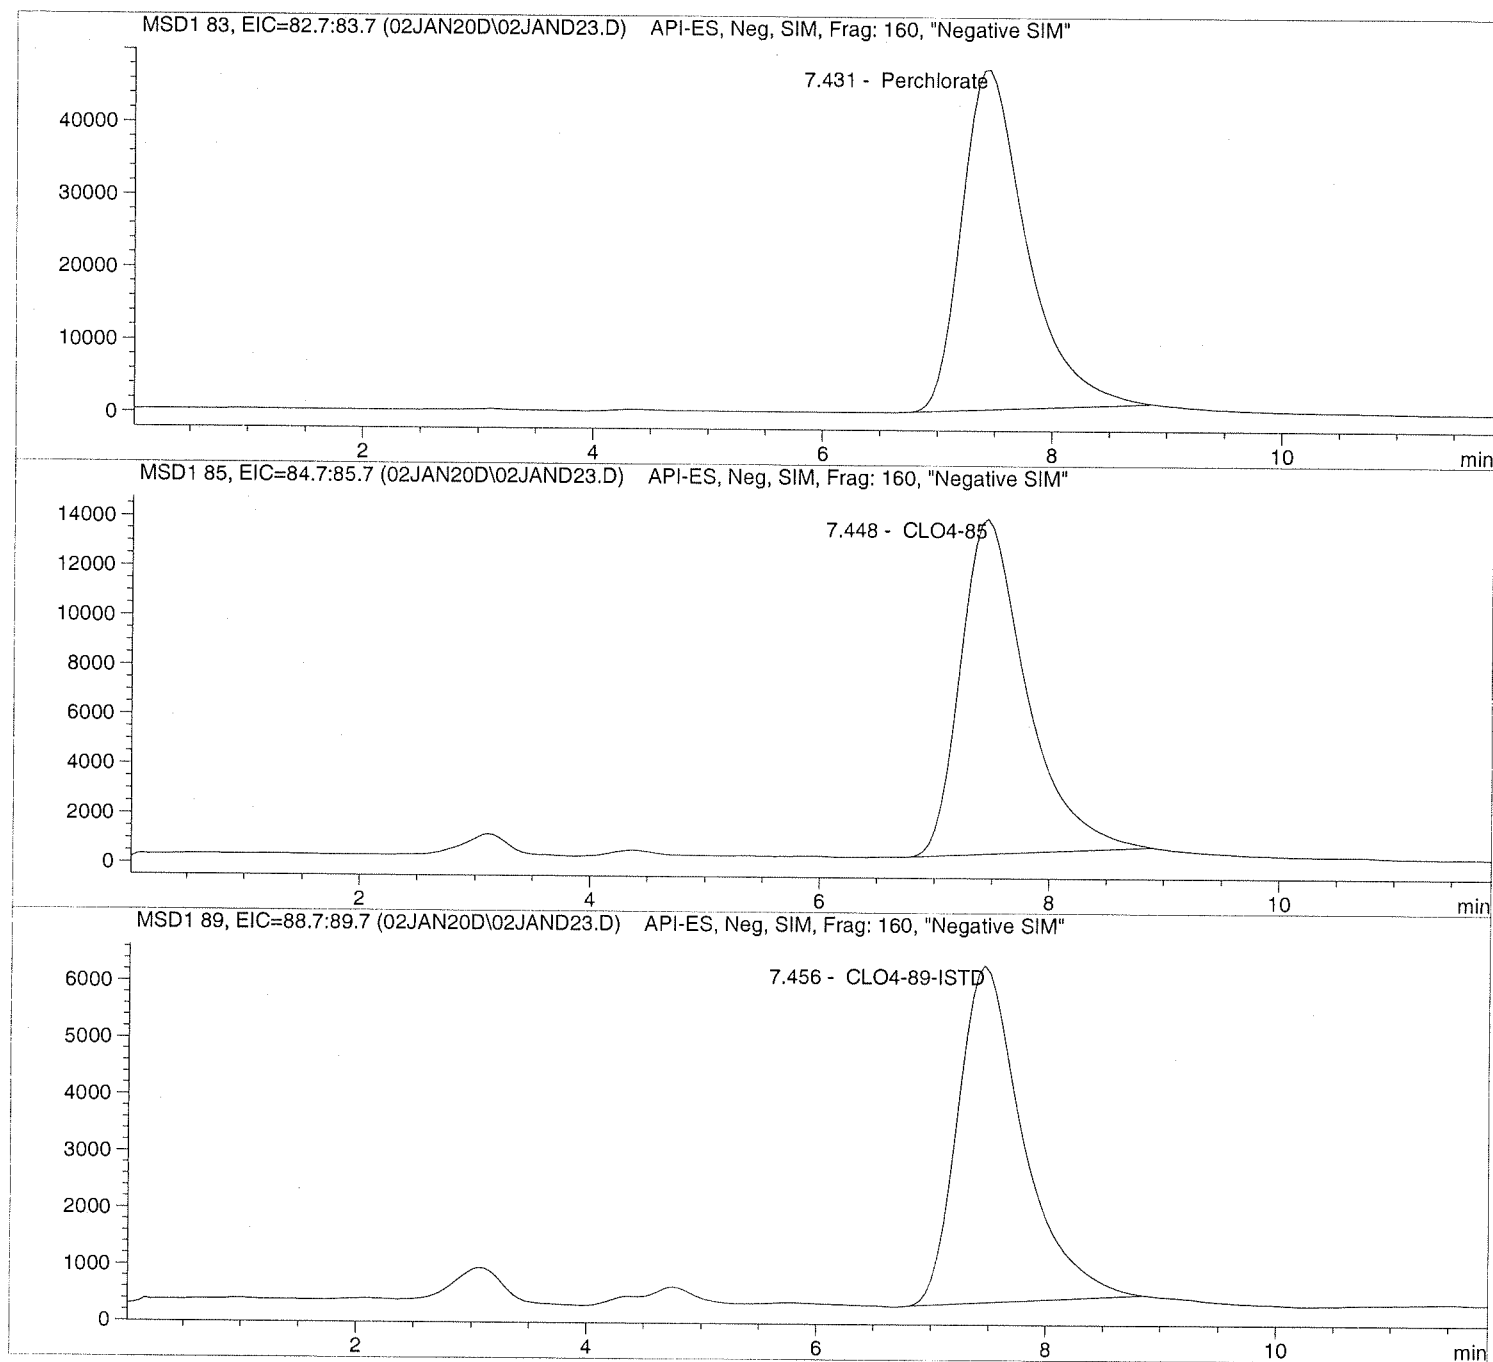 MSD1 83, EIC=82.7:83.7 (02JAN20D\02JAND23.D) API-ES, Neg, SIM, Frag: 160, "Negative SIM"
7.431 - Perchlorate
40000
30000
20000
10000
0
2 4 6 8 10 min
MSD1 85, EIC=84.7:85.7 (02JAN20D\02JAND23.D) API-ES, Neg, SIM, Frag: 160, "Negative SIM"
14000
7.448 - CLO4-85
12000
10000
8000
6000
4000
2000
0
2 4 6 8 10 min
MSD1 89, EIC=88.7:89.7 (02JAN20D\02JAND23.D) API-ES, Neg, SIM, Frag: 160, "Negative SIM"
7.456 - CLO4-89-ISTD
6000
5000
4000
3000
2000
1000
0
2 4 6 8 10 min